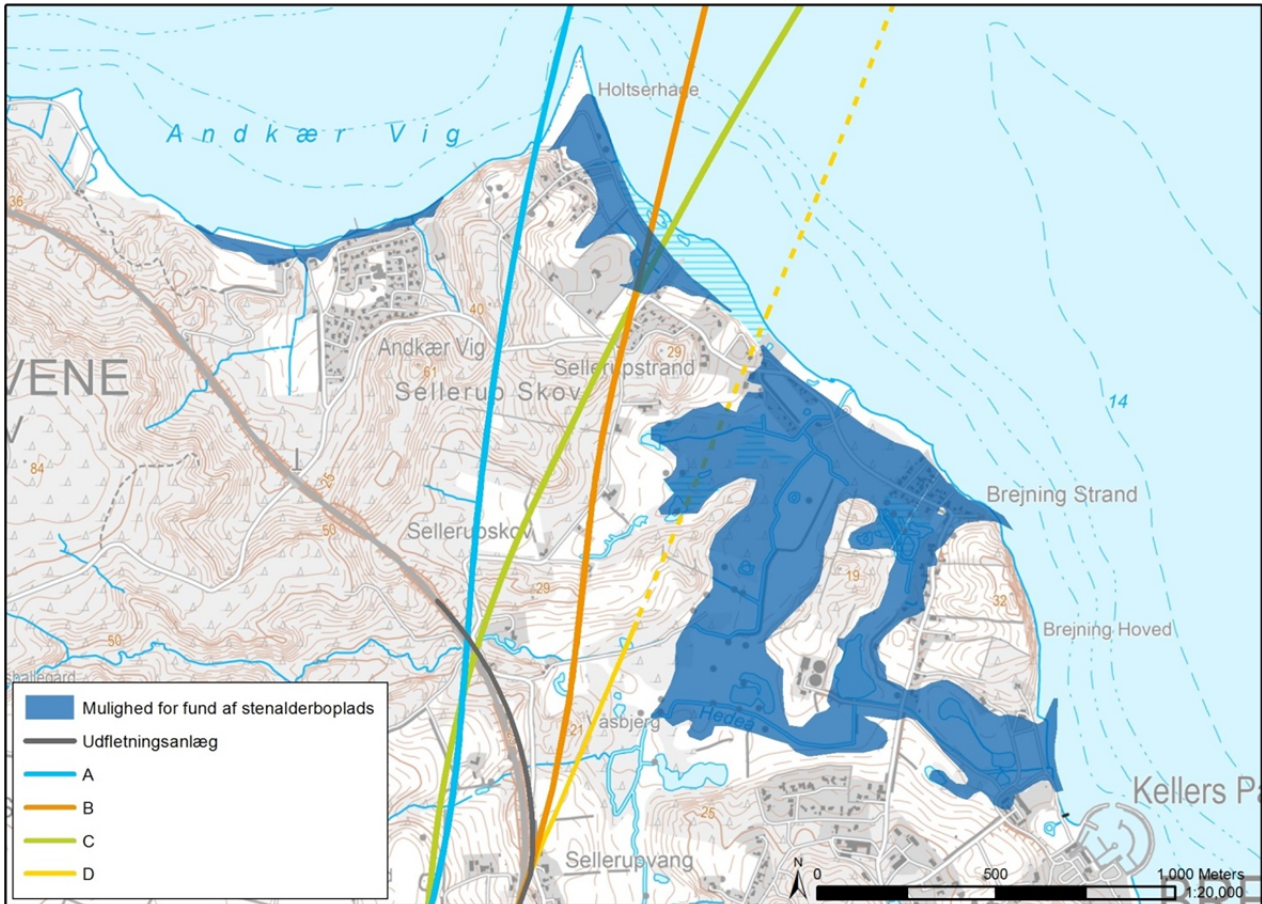 Holtserhage
Andkær Vig
36
40
Andkær Vig
61
Sellerupstrand
29
Sellerup Skov
VENE
14
84
25
50
Brejning Strand
Sellerupskov
29
19
32
50
Brejning Hoved
Mulighed for fund af stenalderboplads
Udfletningsanlæg
A
B
C
D
21
Våsbjerg
Hedeå
25
Kellers Pa
Sellerupvang
N
0 500 1.000 Meters
1:20,000